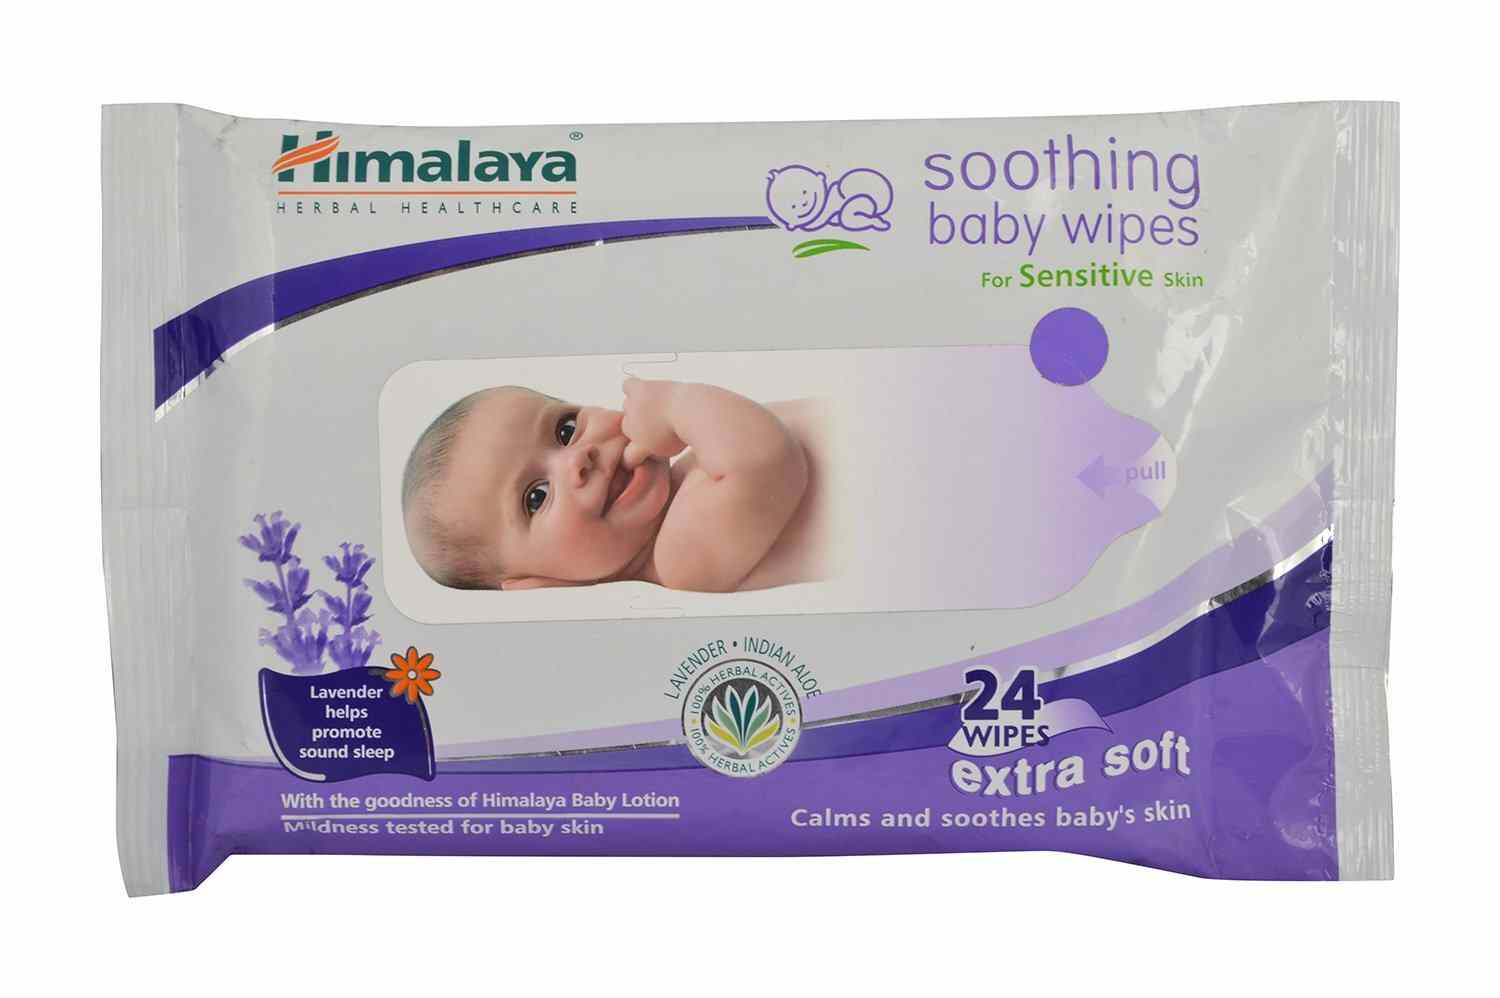 Himalaya®
HERBAL HEALTHCARE
soothing
baby wipes
For Sensitive Skin
pull
Lavender
helps
promote
sound sleep
LAVENDER • INDIAN ALOE
100% HERBAL ACTIVES
100% HERBAL ACTIVES
24
WIPES
extra soft
With the goodness of Himalaya Baby Lotion
Mildness tested for baby skin
Calms and soothes baby's skin